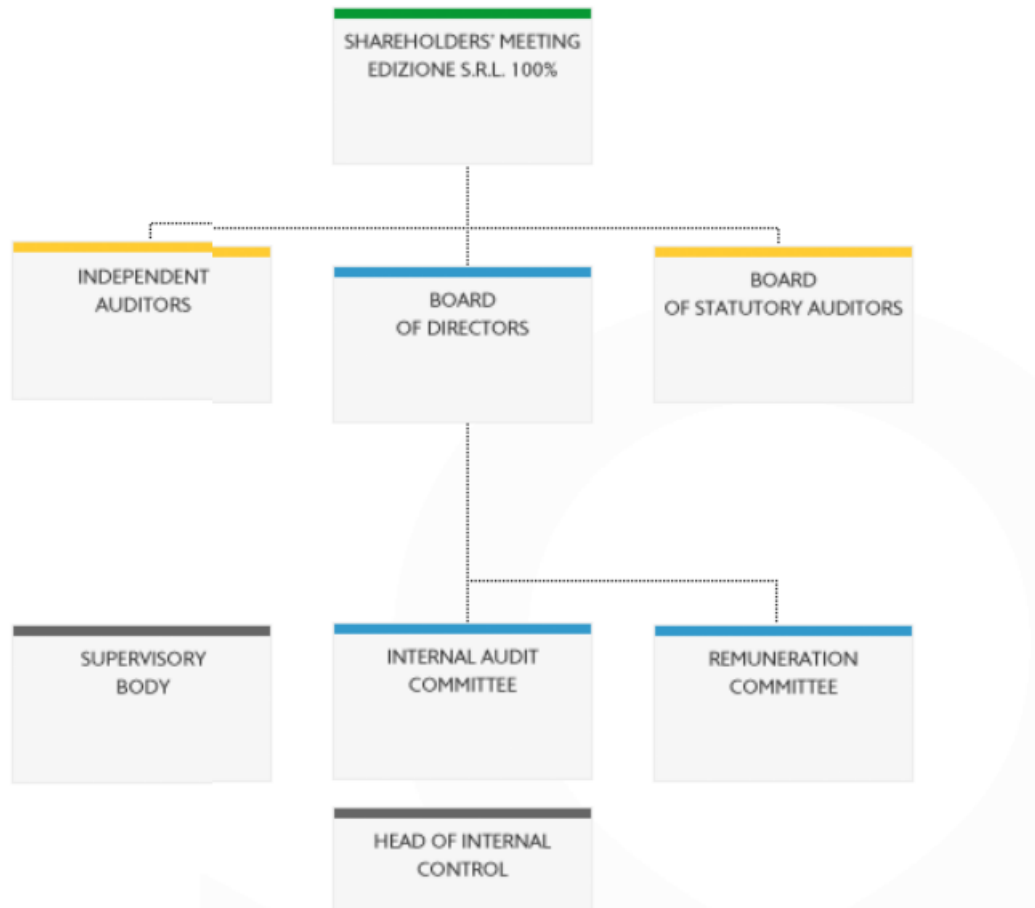 SHAREHOLDERS' MEETING
EDIZIONE S.R.L. 100%
INDEPENDENT
AUDITORS
BOARD
OF DIRECTORS
BOARD
OF STATUTORY AUDITORS
SUPERVISORY
BODY
INTERNAL AUDIT
COMMITTEE
REMUNERATION
COMMITTEE
HEAD OF INTERNAL
CONTROL